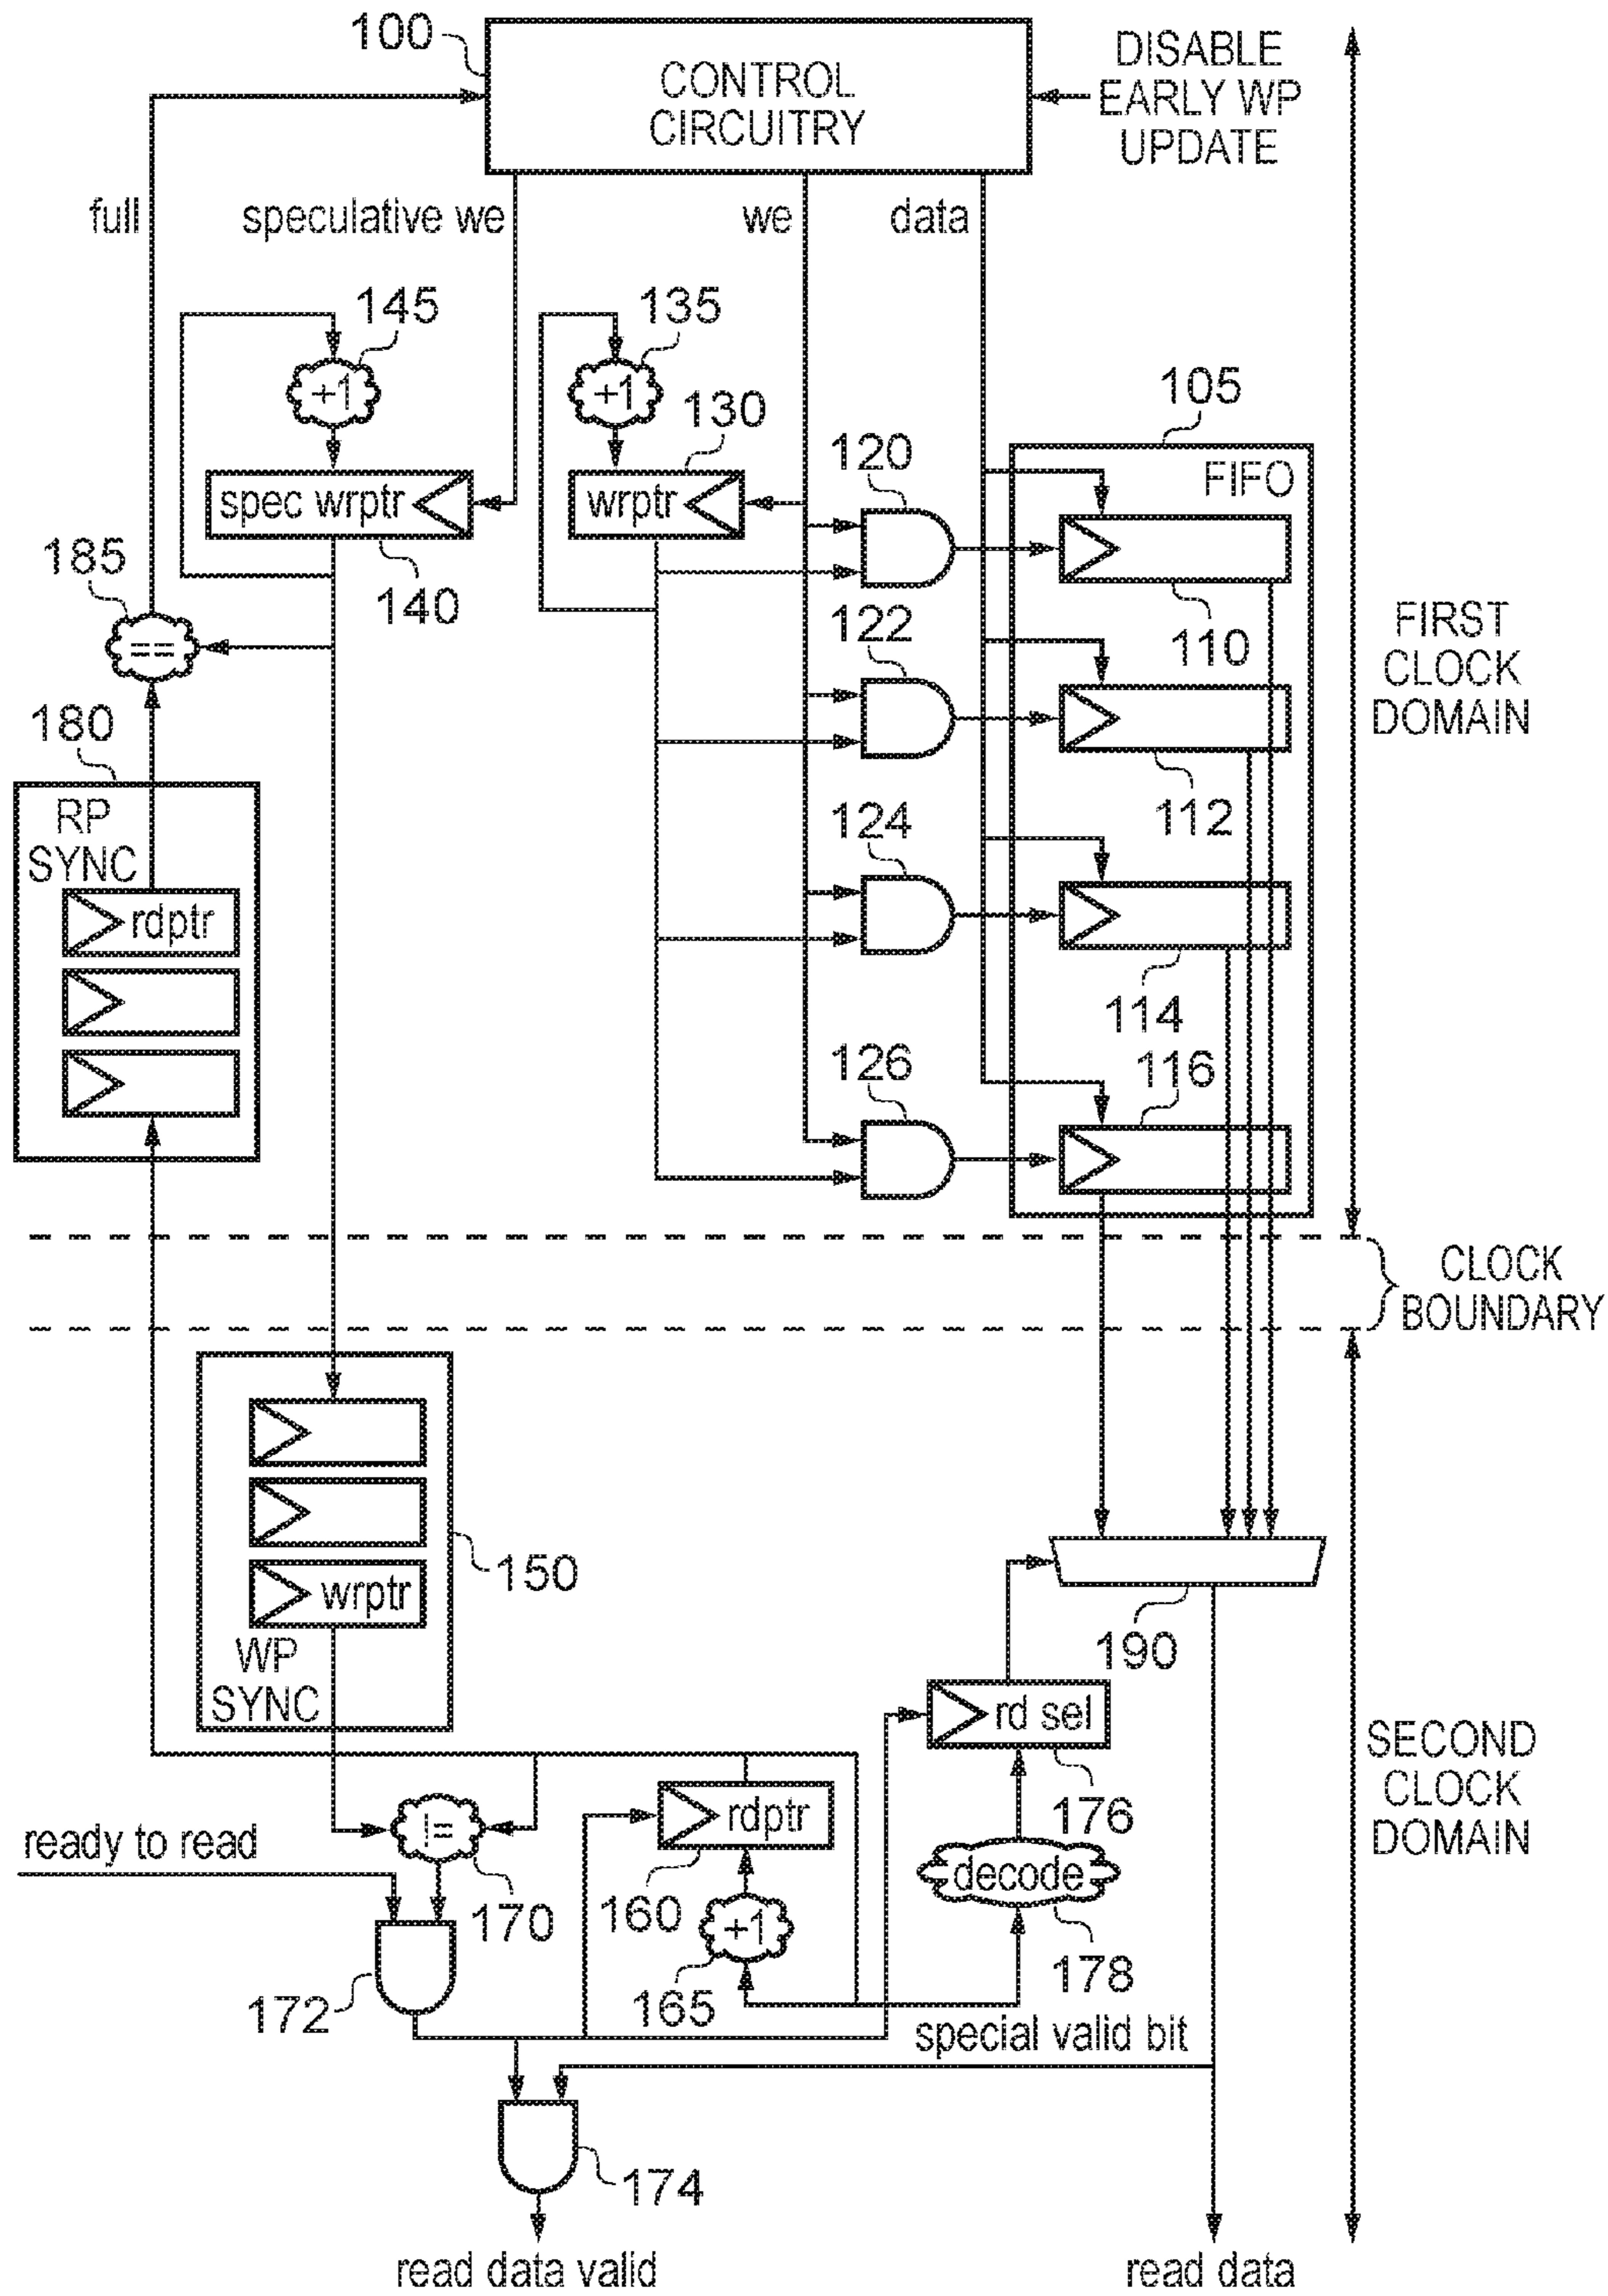 100
CONTROL
CIRCUITRY
DISABLE
EARLY WP
UPDATE
full
speculative we
we
data
145
135
+1
+1
130
105
120
FIFO
spec wrptr
wrptr
185
140
==
122
110
FIRST
CLOCK
DOMAIN
180
RP
SYNC
124
112
rdptr
114
126
116
CLOCK
BOUNDARY
150
wrptr
WP
SYNC
190
rd sel
SECOND
CLOCK
DOMAIN
!=
rdptr
176
ready to read
170
160
decode
+1
172
165
178
special valid bit
174
read data valid
read data